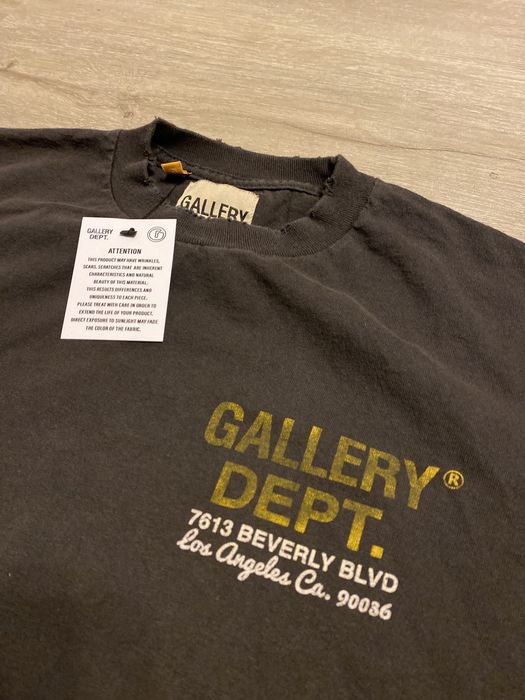 GALLERY
GALLERY
DEPT.
ATTENTION
THIS PRODUCT MAY HAVE WRINKLES,
SCARS, SCRATCHES THAT ARE INHERENT
CHARACTERISTICS AND NATURAL
BEAUTY OF THIS MATERIAL.
THIS RESULTS DIFFERENCES AND
UNIQUENESS TO EACH PIECE.
PLEASE TREAT WITH CARE IN ORDER TO
EXTEND THE LIFE OF YOUR PRODUCT.
DIRECT EXPOSURE TO SUNLIGHT MAY FADE
THE COLOR OF THE FABRIC.
GALLERY®
DEPT.
7613 BEVERLY BLVD
Los Angeles Ca. 90036